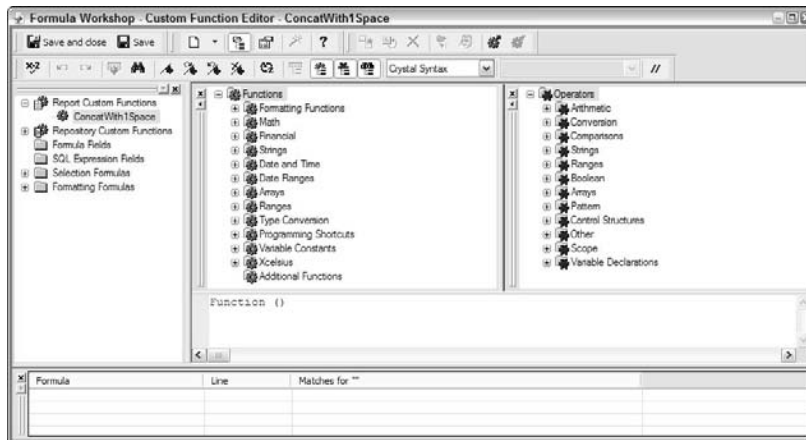 Formula Workshop - Custom Function Editor - ConcatWith1Space
Save and close Save
?
X+2
Crystal Syntax
//
Report Custom Functions
ConcatWith1Space
Repository Custom Functions
Formula Fields
SQL Expression Fields
Selection Formulas
Formatting Formulas
Functions
Formatting Functions
Math
Financial
Strings
Date and Time
Date Ranges
Arrays
Ranges
Type Conversion
Programming Shortcuts
Variable Constants
Xcelsius
Additional Functions
Operators
Arithmetic
Conversion
Comparisons
Strings
Ranges
Boolean
Arrays
Pattern
Control Structures
Other
Scope
Variable Declarations
Function ()
Formula Line Matches for ""